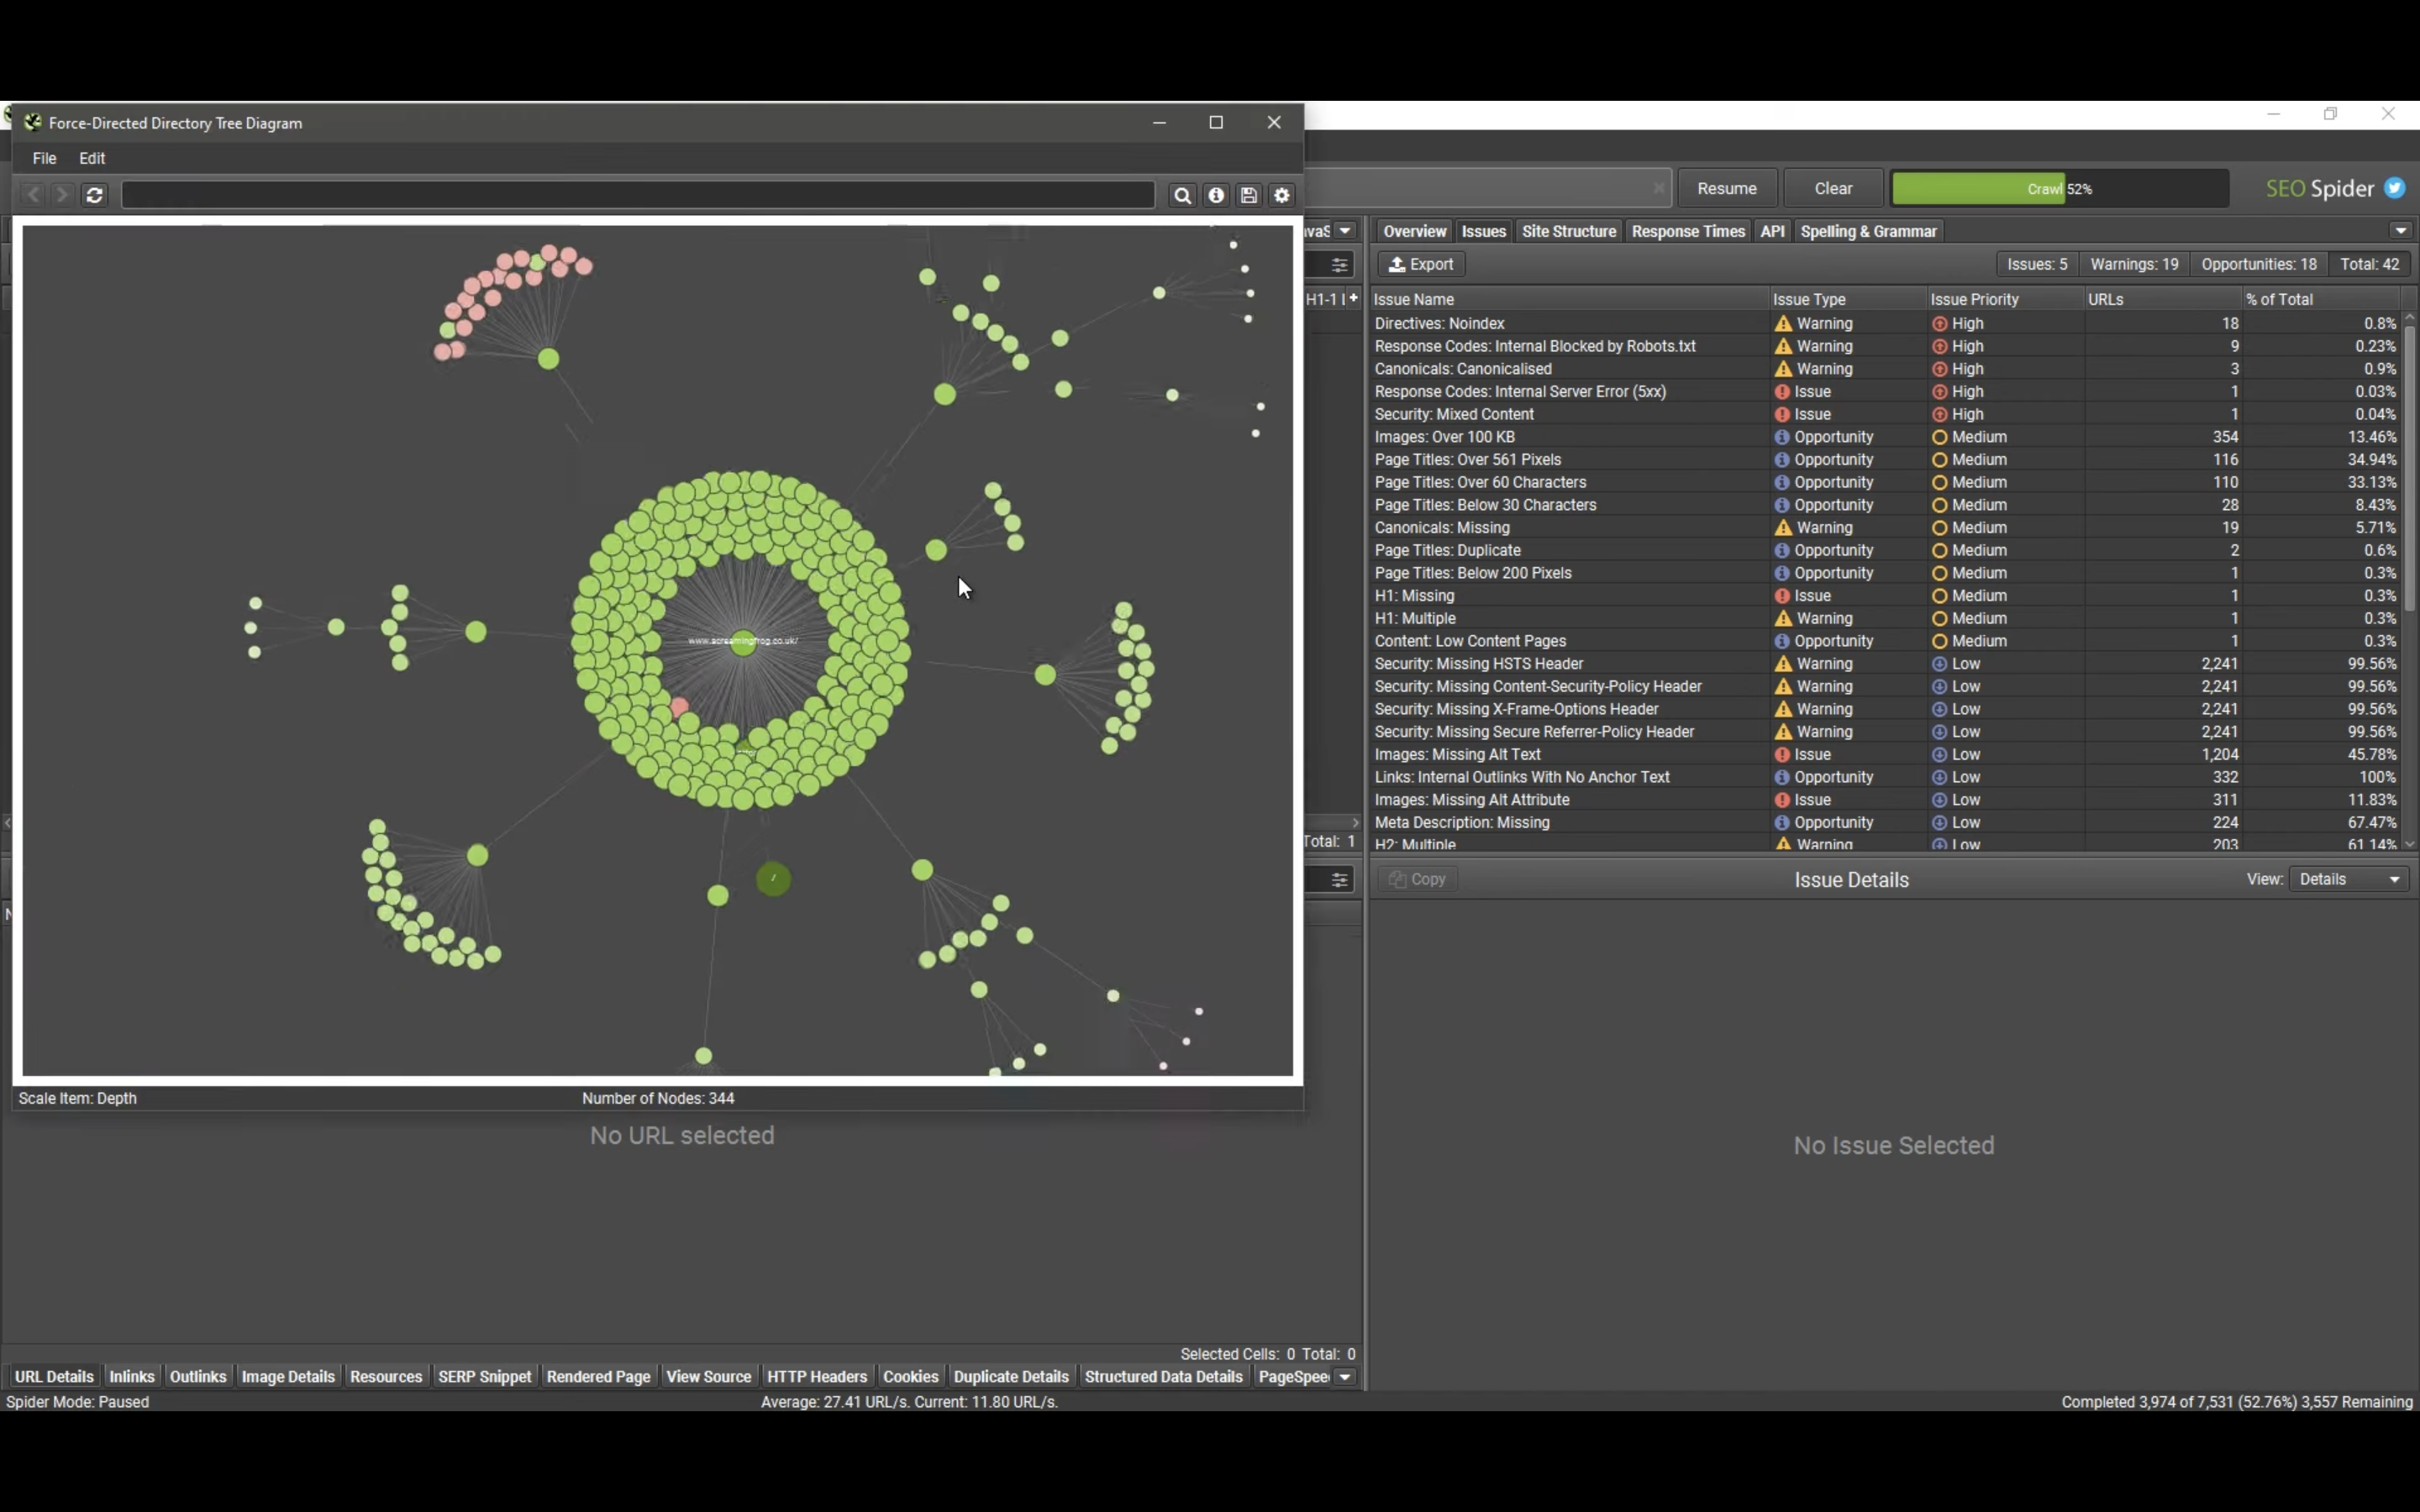 Force-Directed Directory Tree Diagram
File Edit
Resume Clear Crawl 52% SEO Spider
Overview Issues Site Structure Response Times API Spelling & Grammar
Export Issues: 5 Warnings: 19 Opportunities: 18 Total: 42
H1-1 Issue Name Issue Type Issue Priority URLs % of Total
Directives: Noindex Warning High 18 0.8%
Response Codes: Internal Blocked by Robots.txt Warning High 9 0.23%
Canonicals: Canonicalised Warning High 3 0.9%
Response Codes: Internal Server Error (5xx) Issue High 1 0.03%
Security: Mixed Content Issue High 1 0.04%
Images: Over 100 KB Opportunity Medium 354 13.46%
Page Titles: Over 561 Pixels Opportunity Medium 116 34.94%
Page Titles: Over 60 Characters Opportunity Medium 110 33.13%
Page Titles: Below 30 Characters Opportunity Medium 28 8.43%
Canonicals: Missing Warning Medium 19 5.71%
Page Titles: Duplicate Opportunity Medium 2 0.6%
Page Titles: Below 200 Pixels Opportunity Medium 1 0.3%
H1: Missing Issue Medium 1 0.3%
H1: Multiple Warning Medium 1 0.3%
Content: Low Content Pages Opportunity Medium 1 0.3%
Security: Missing HSTS Header Warning Low 2,241 99.56%
Security: Missing Content-Security-Policy Header Warning Low 2,241 99.56%
Security: Missing X-Frame-Options Header Warning Low 2,241 99.56%
Security: Missing Secure Referrer-Policy Header Warning Low 2,241 99.56%
Images: Missing Alt Text Issue Low 1,204 45.78%
Links: Internal Outlinks With No Anchor Text Opportunity Low 332 100%
Images: Missing Alt Attribute Issue Low 311 11.83%
Meta Description: Missing Opportunity Low 224 67.47%
H2: Multiple Warning Low 203 61.14%
www.screamingfrog.co.uk/
/
Total: 1
Copy Issue Details View: Details
Scale Item: Depth Number of Nodes: 344
No URL selected
No Issue Selected
Selected Cells: 0 Total: 0
URL Details Inlinks Outlinks Image Details Resources SERP Snippet Rendered Page View Source HTTP Headers Cookies Duplicate Details Structured Data Details PageSpee
Spider Mode: Paused Average: 27.41 URL/s. Current: 11.80 URL/s. Completed 3,974 of 7,531 (52.76%) 3,557 Remaining